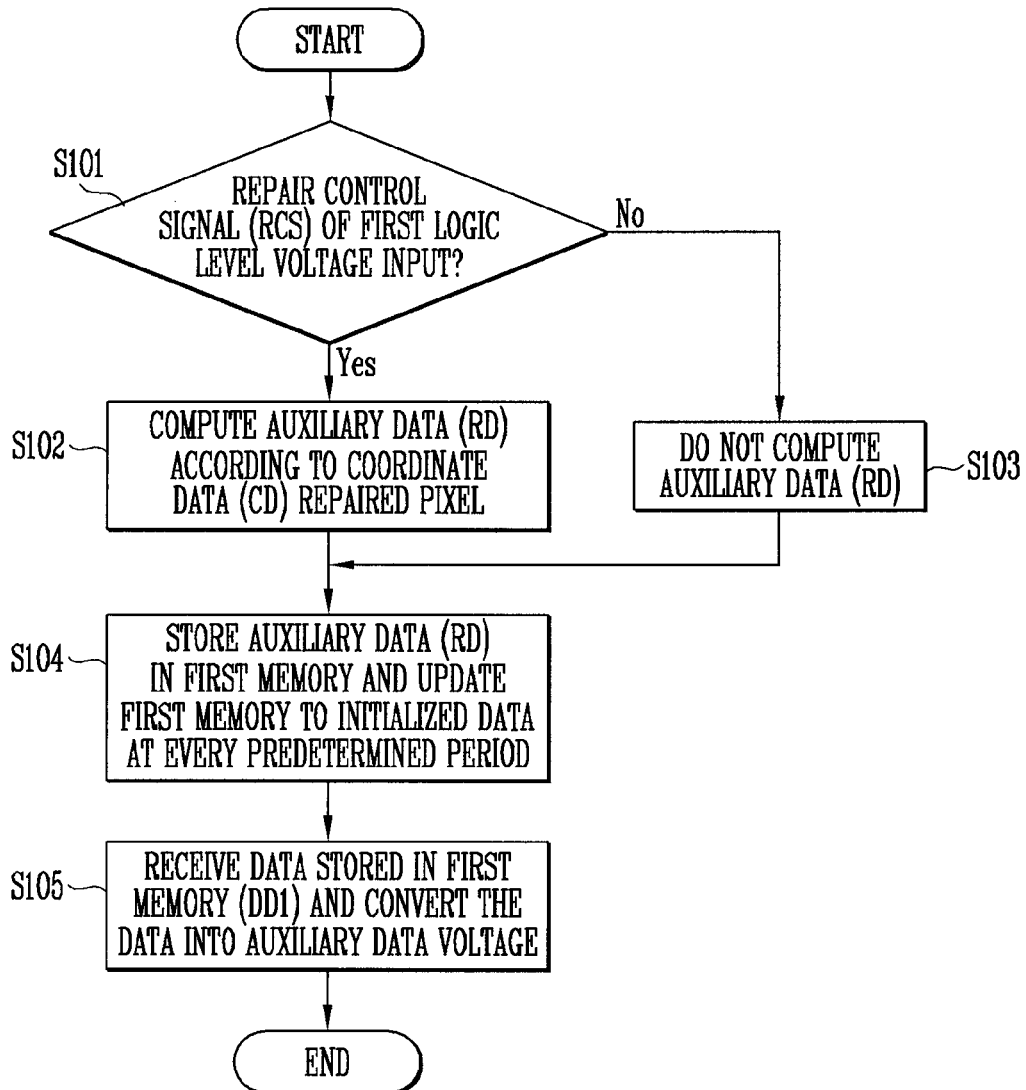 START
S101
REPAIR CONTROL
SIGNAL (RCS) OF FIRST LOGIC
LEVEL VOLTAGE INPUT?
No
Yes
S102
COMPUTE AUXILIARY DATA (RD)
ACCORDING TO COORDINATE
DATA (CD) REPAIRED PIXEL
DO NOT COMPUTE
AUXILIARY DATA (RD)
S103
S104
STORE AUXILIARY DATA (RD)
IN FIRST MEMORY AND UPDATE
FIRST MEMORY TO INITIALIZED DATA
AT EVERY PREDETERMINED PERIOD
S105
RECEIVE DATA STORED IN FIRST
MEMORY (DD1) AND CONVERT THE
DATA INTO AUXILIARY DATA VOLTAGE
END